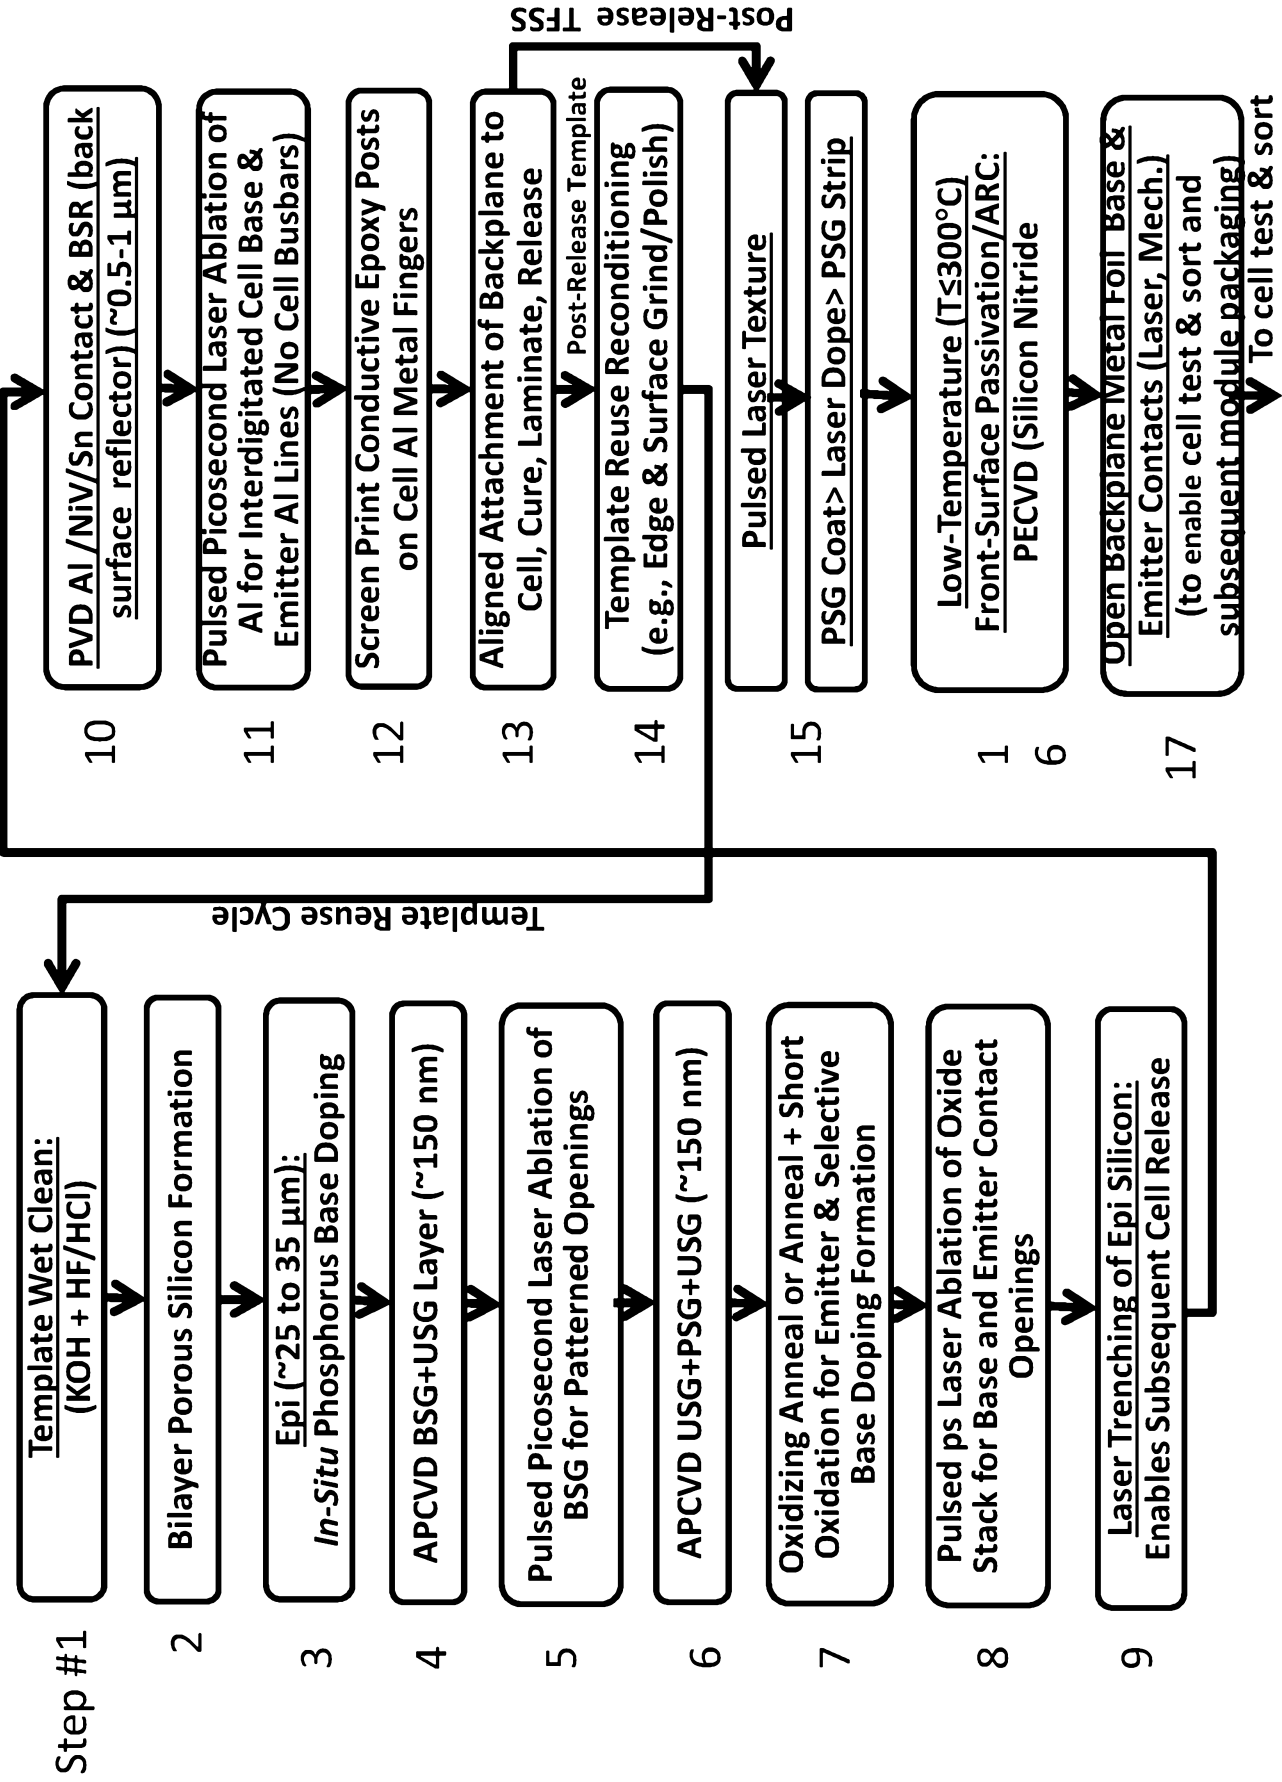 Step #1
Template Wet Clean:
(KOH + HF/HCl)
2
Bilayer Porous Silicon Formation
3
Epi (~25 to 35 µm):
In-Situ Phosphorus Base Doping
4
APCVD BSG+USG Layer (~150 nm)
5
Pulsed Picosecond Laser Ablation of
BSG for Patterned Openings
6
APCVD USG+PSG+USG (~150 nm)
7
Oxidizing Anneal or Anneal + Short
Oxidation for Emitter & Selective
Base Doping Formation
8
Pulsed ps Laser Ablation of Oxide
Stack for Base and Emitter Contact
Openings
9
Laser Trenching of Epi Silicon:
Enables Subsequent Cell Release
Template Reuse Cycle
10
PVD Al /NiV/Sn Contact & BSR (back
surface reflector) (~0.5-1 µm)
11
Pulsed Picosecond Laser Ablation of
Al for Interdigitated Cell Base &
Emitter Al Lines (No Cell Busbars)
12
Screen Print Conductive Epoxy Posts
on Cell Al Metal Fingers
13
Aligned Attachment of Backplane to
Cell, Cure, Laminate, Release
Post-Release Template
14
Template Reuse Reconditioning
(e.g., Edge & Surface Grind/Polish)
Post-Release TFSS
15
Pulsed Laser Texture
PSG Coat> Laser Dope> PSG Strip
1
6
Low-Temperature (T≤300°C)
Front-Surface Passivation/ARC:
PECVD (Silicon Nitride
17
Open Backplane Metal Foil Base &
Emitter Contacts (Laser, Mech.)
(to enable cell test & sort and
subsequent module packaging)
To cell test & sort